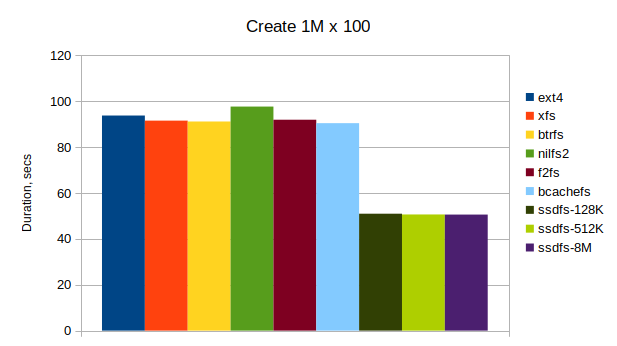 Create 1M x 100
Duration, secs
120
100
80
60
40
20
0
ext4
xfs
btrfs
nilfs2
f2fs
bcachefs
ssdfs-128K
ssdfs-512K
ssdfs-8M